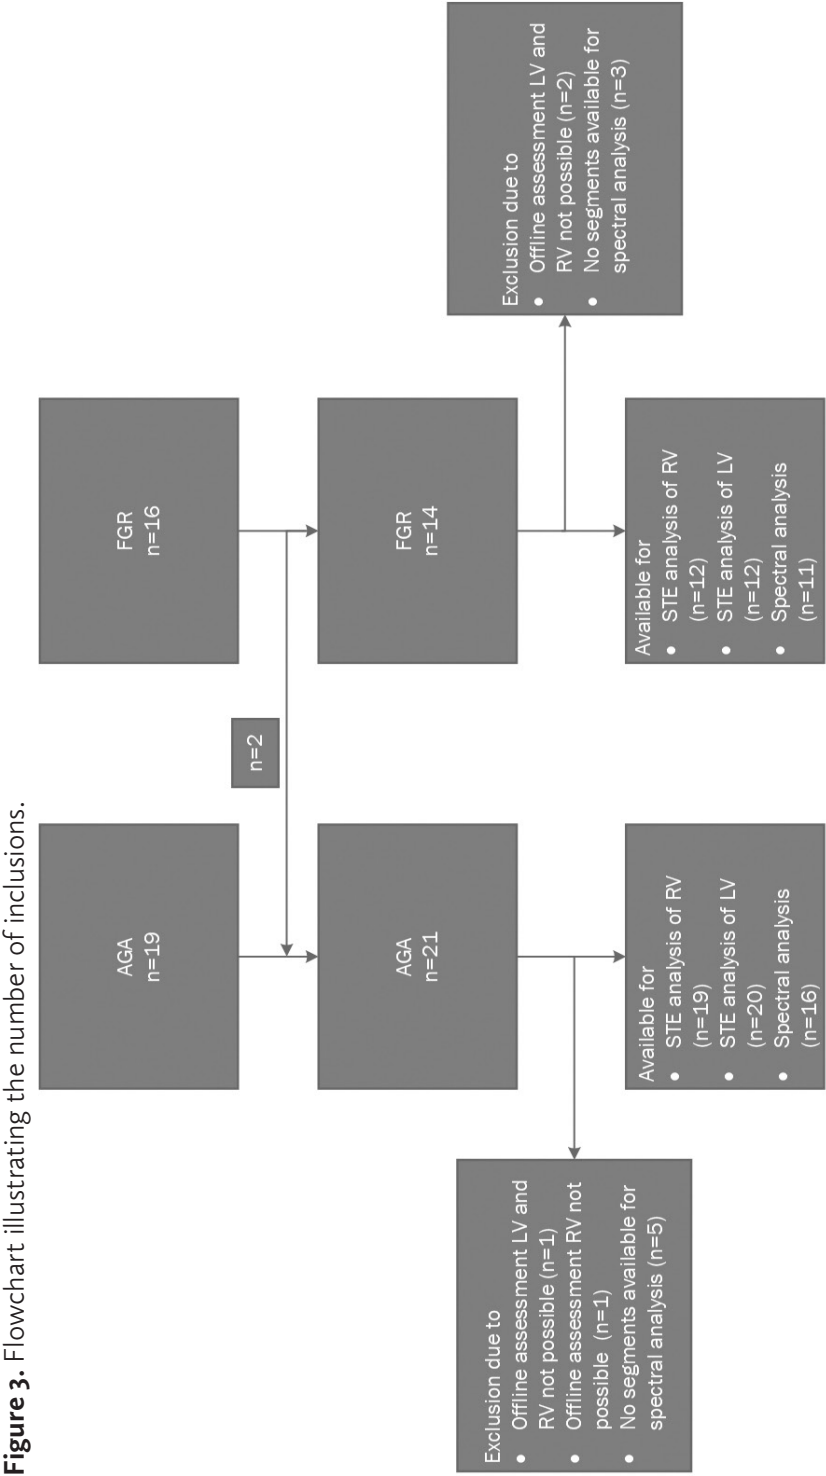 Figure 3. Flowchart illustrating the number of inclusions.
AGA
n=19
FGR
n=16
n=2
AGA
n=21
FGR
n=14
Exclusion due to
• Offline assessment LV and
RV not possible (n=1)
• Offline assessment RV not
possible (n=1)
• No segments available for
spectral analysis (n=5)
Exclusion due to
• Offline assessment LV and
RV not possible (n=2)
• No segments available for
spectral analysis (n=3)
Available for
• STE analysis of RV
(n=19)
• STE analysis of LV
(n=20)
• Spectral analysis
(n=16)
Available for
• STE analysis of RV
(n=12)
• STE analysis of LV
(n=12)
• Spectral analysis
(n=11)